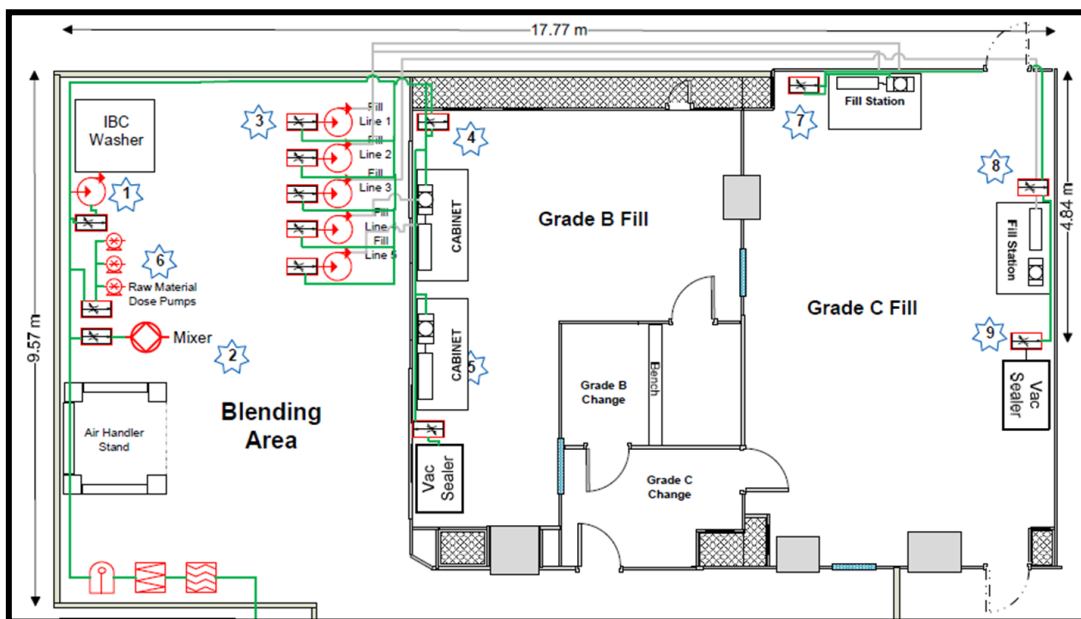 17.77 m
9.57 m
4.84 m
IBC
Washer
1
6
Raw Material
Dose Pumps
Mixer
2
Air Handler
Stand
Blending
Area
3
Fill
Line 1
Fill
Line 2
Fill
Line 3
Fill
Line
Fill
Line 5
4
CABINET
CABINET
5
Vac
Sealer
Grade B Fill
Grade B
Change
Bench
Grade C
Change
7
Fill Station
8
Fill Station
Grade C Fill
9
Vac
Sealer